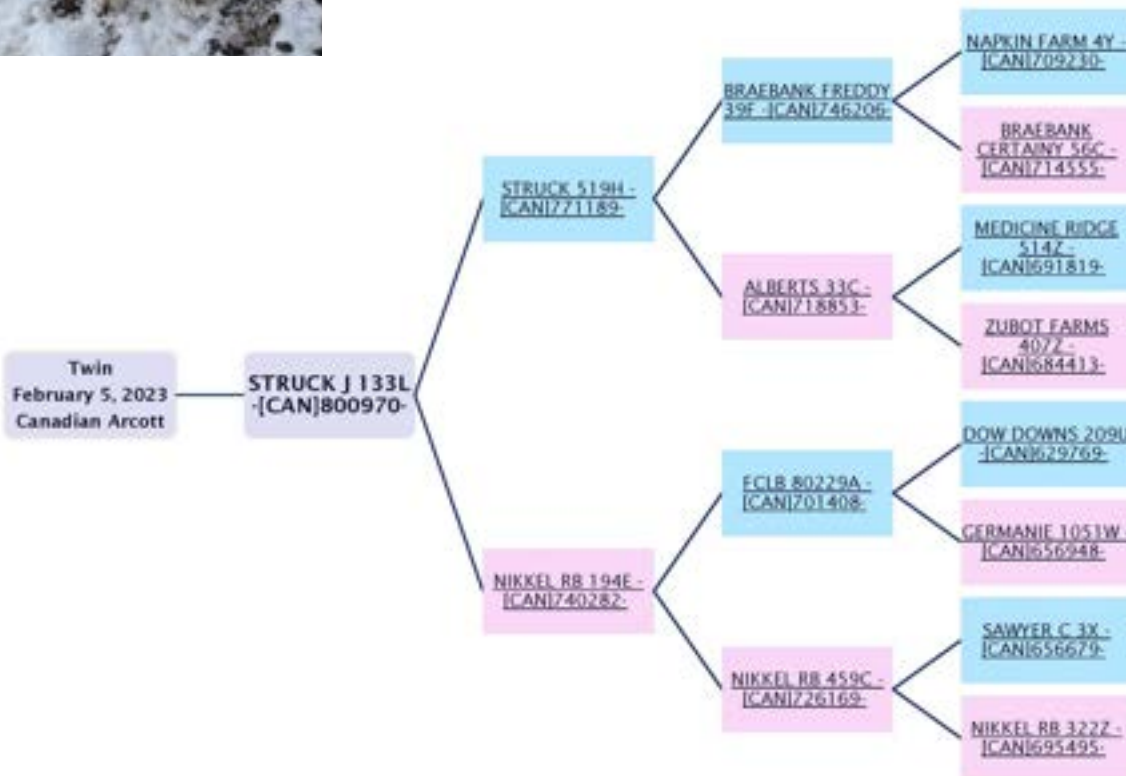 Twin
February 5, 2023
Canadian Arcott
STRUCK J 133L
-[CAN]800970-
STRUCK 519H -
[CAN]771189-
NIKKEL RB 194E -
[CAN]740282-
BRAEBANK FREDDY
39F -[CAN]746206-
ALBERTS 33C -
[CAN]718853-
FCLB 80229A -
[CAN]701408-
NIKKEL RB 459C -
[CAN]726169-
NAPKIN FARM 4Y -
[CAN]709230-
BRAEBANK
CERTAINY 56C -
[CAN]714555-
MEDICINE RIDGE
514Z -
[CAN]691819-
ZUBOT FARMS
407Z -
[CAN]684413-
DOW DOWNS 209U
-[CAN]629769-
GERMANIE 1051W -
[CAN]656948-
SAWYER C 3X -
[CAN]656679-
NIKKEL RB 322Z -
[CAN]695495-